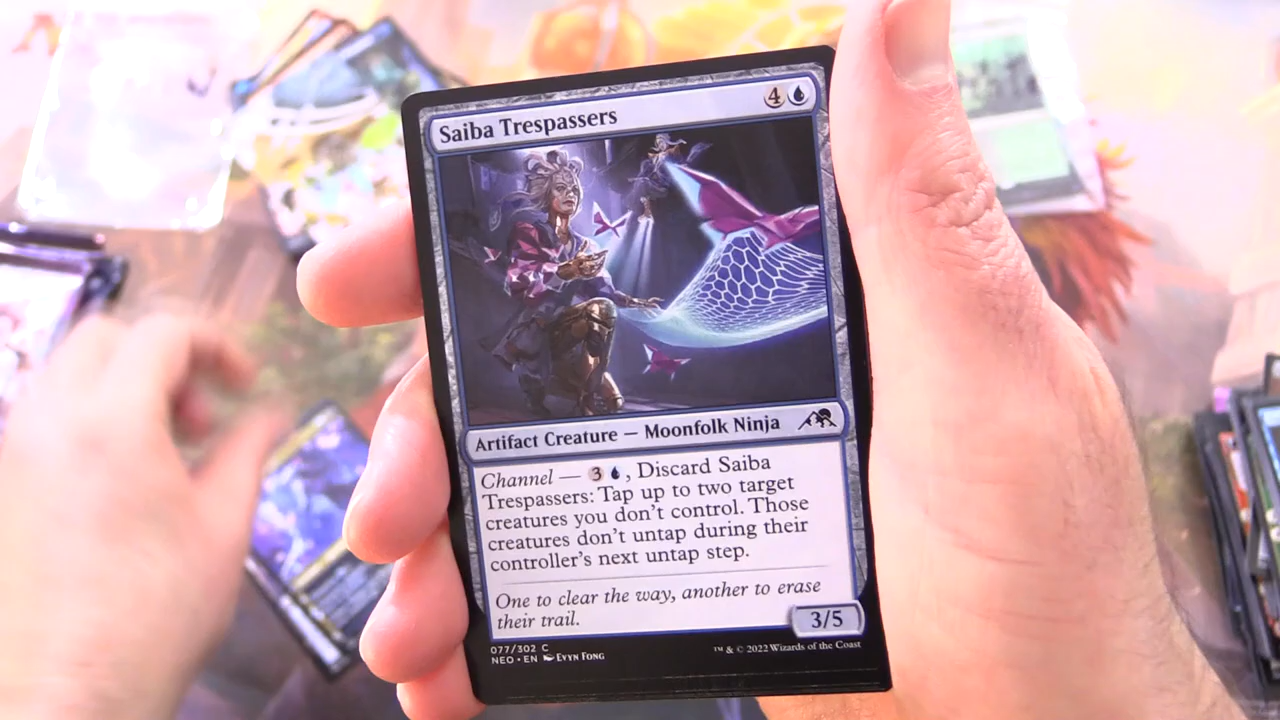 Saiba Trespassers 4
Artifact Creature — Moonfolk Ninja
Channel — 3 , Discard Saiba
Trespassers: Tap up to two target
creatures you don't control. Those
creatures don't untap during their
controller's next untap step.
One to clear the way, another to erase
their trail.
3/5
077/302 C
NEO • EN Evyn Fong
™ & © 2022 Wizards of the Coast